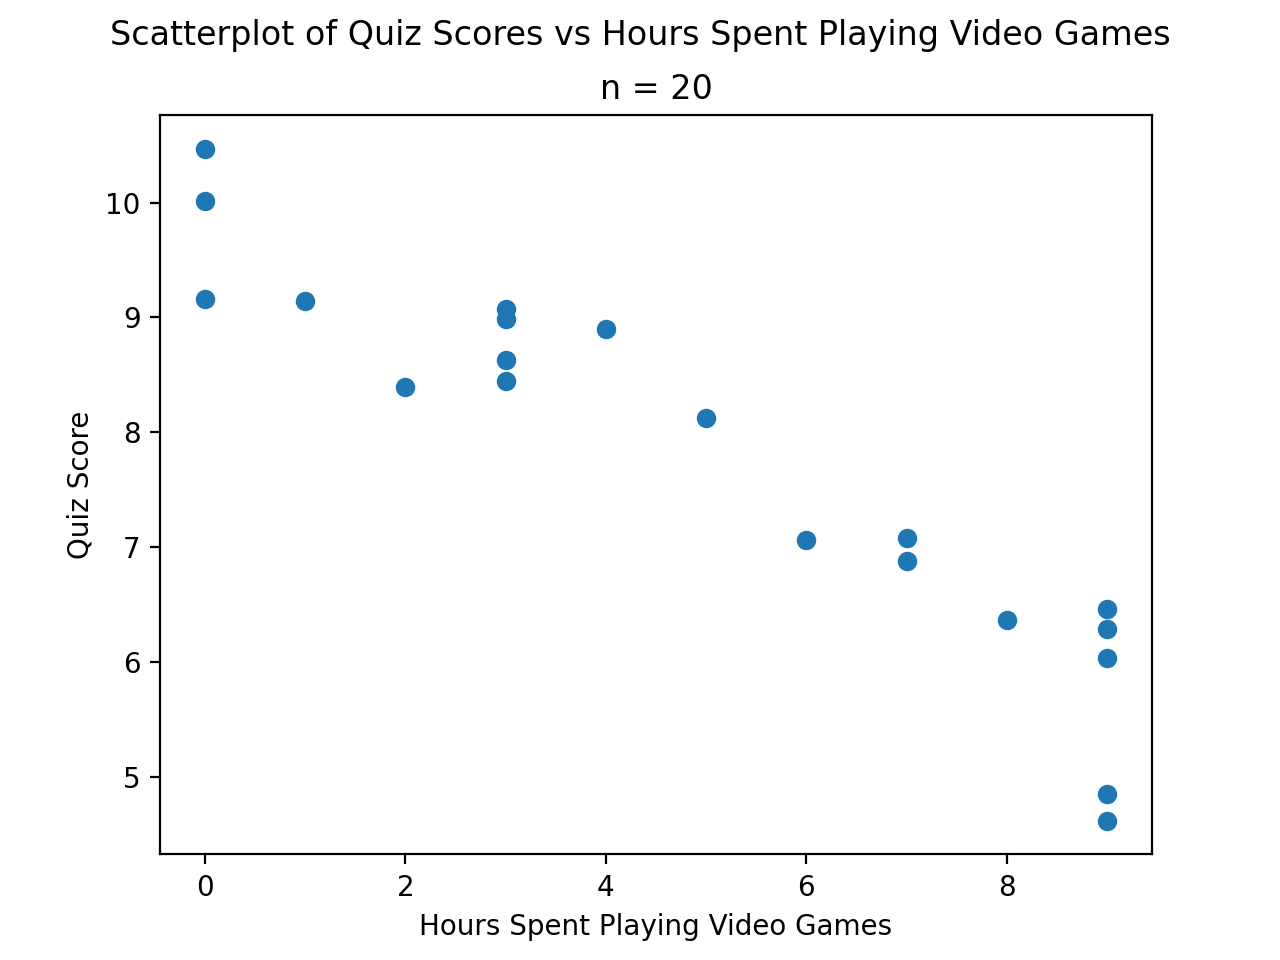 Scatterplot of Quiz Scores vs Hours Spent Playing Video Games
n = 20
10
9
8
7
6
5
Quiz Score
0 2 4 6 8
Hours Spent Playing Video Games